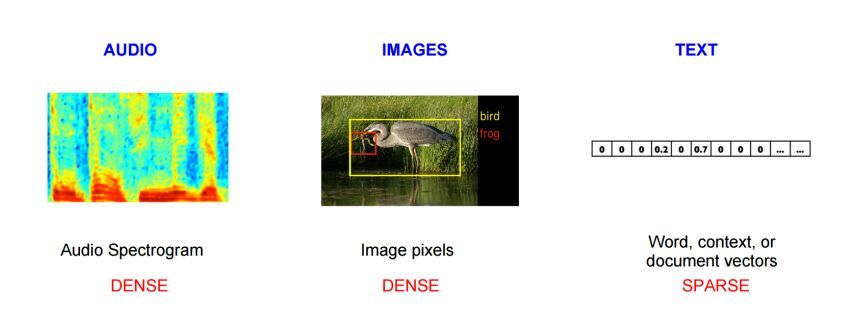 AUDIO
IMAGES
TEXT
bird
frog
0 0 0 0.2 0 0.7 0 0 0 ... ...
Audio Spectrogram
Image pixels
Word, context, or
document vectors
DENSE
DENSE
SPARSE